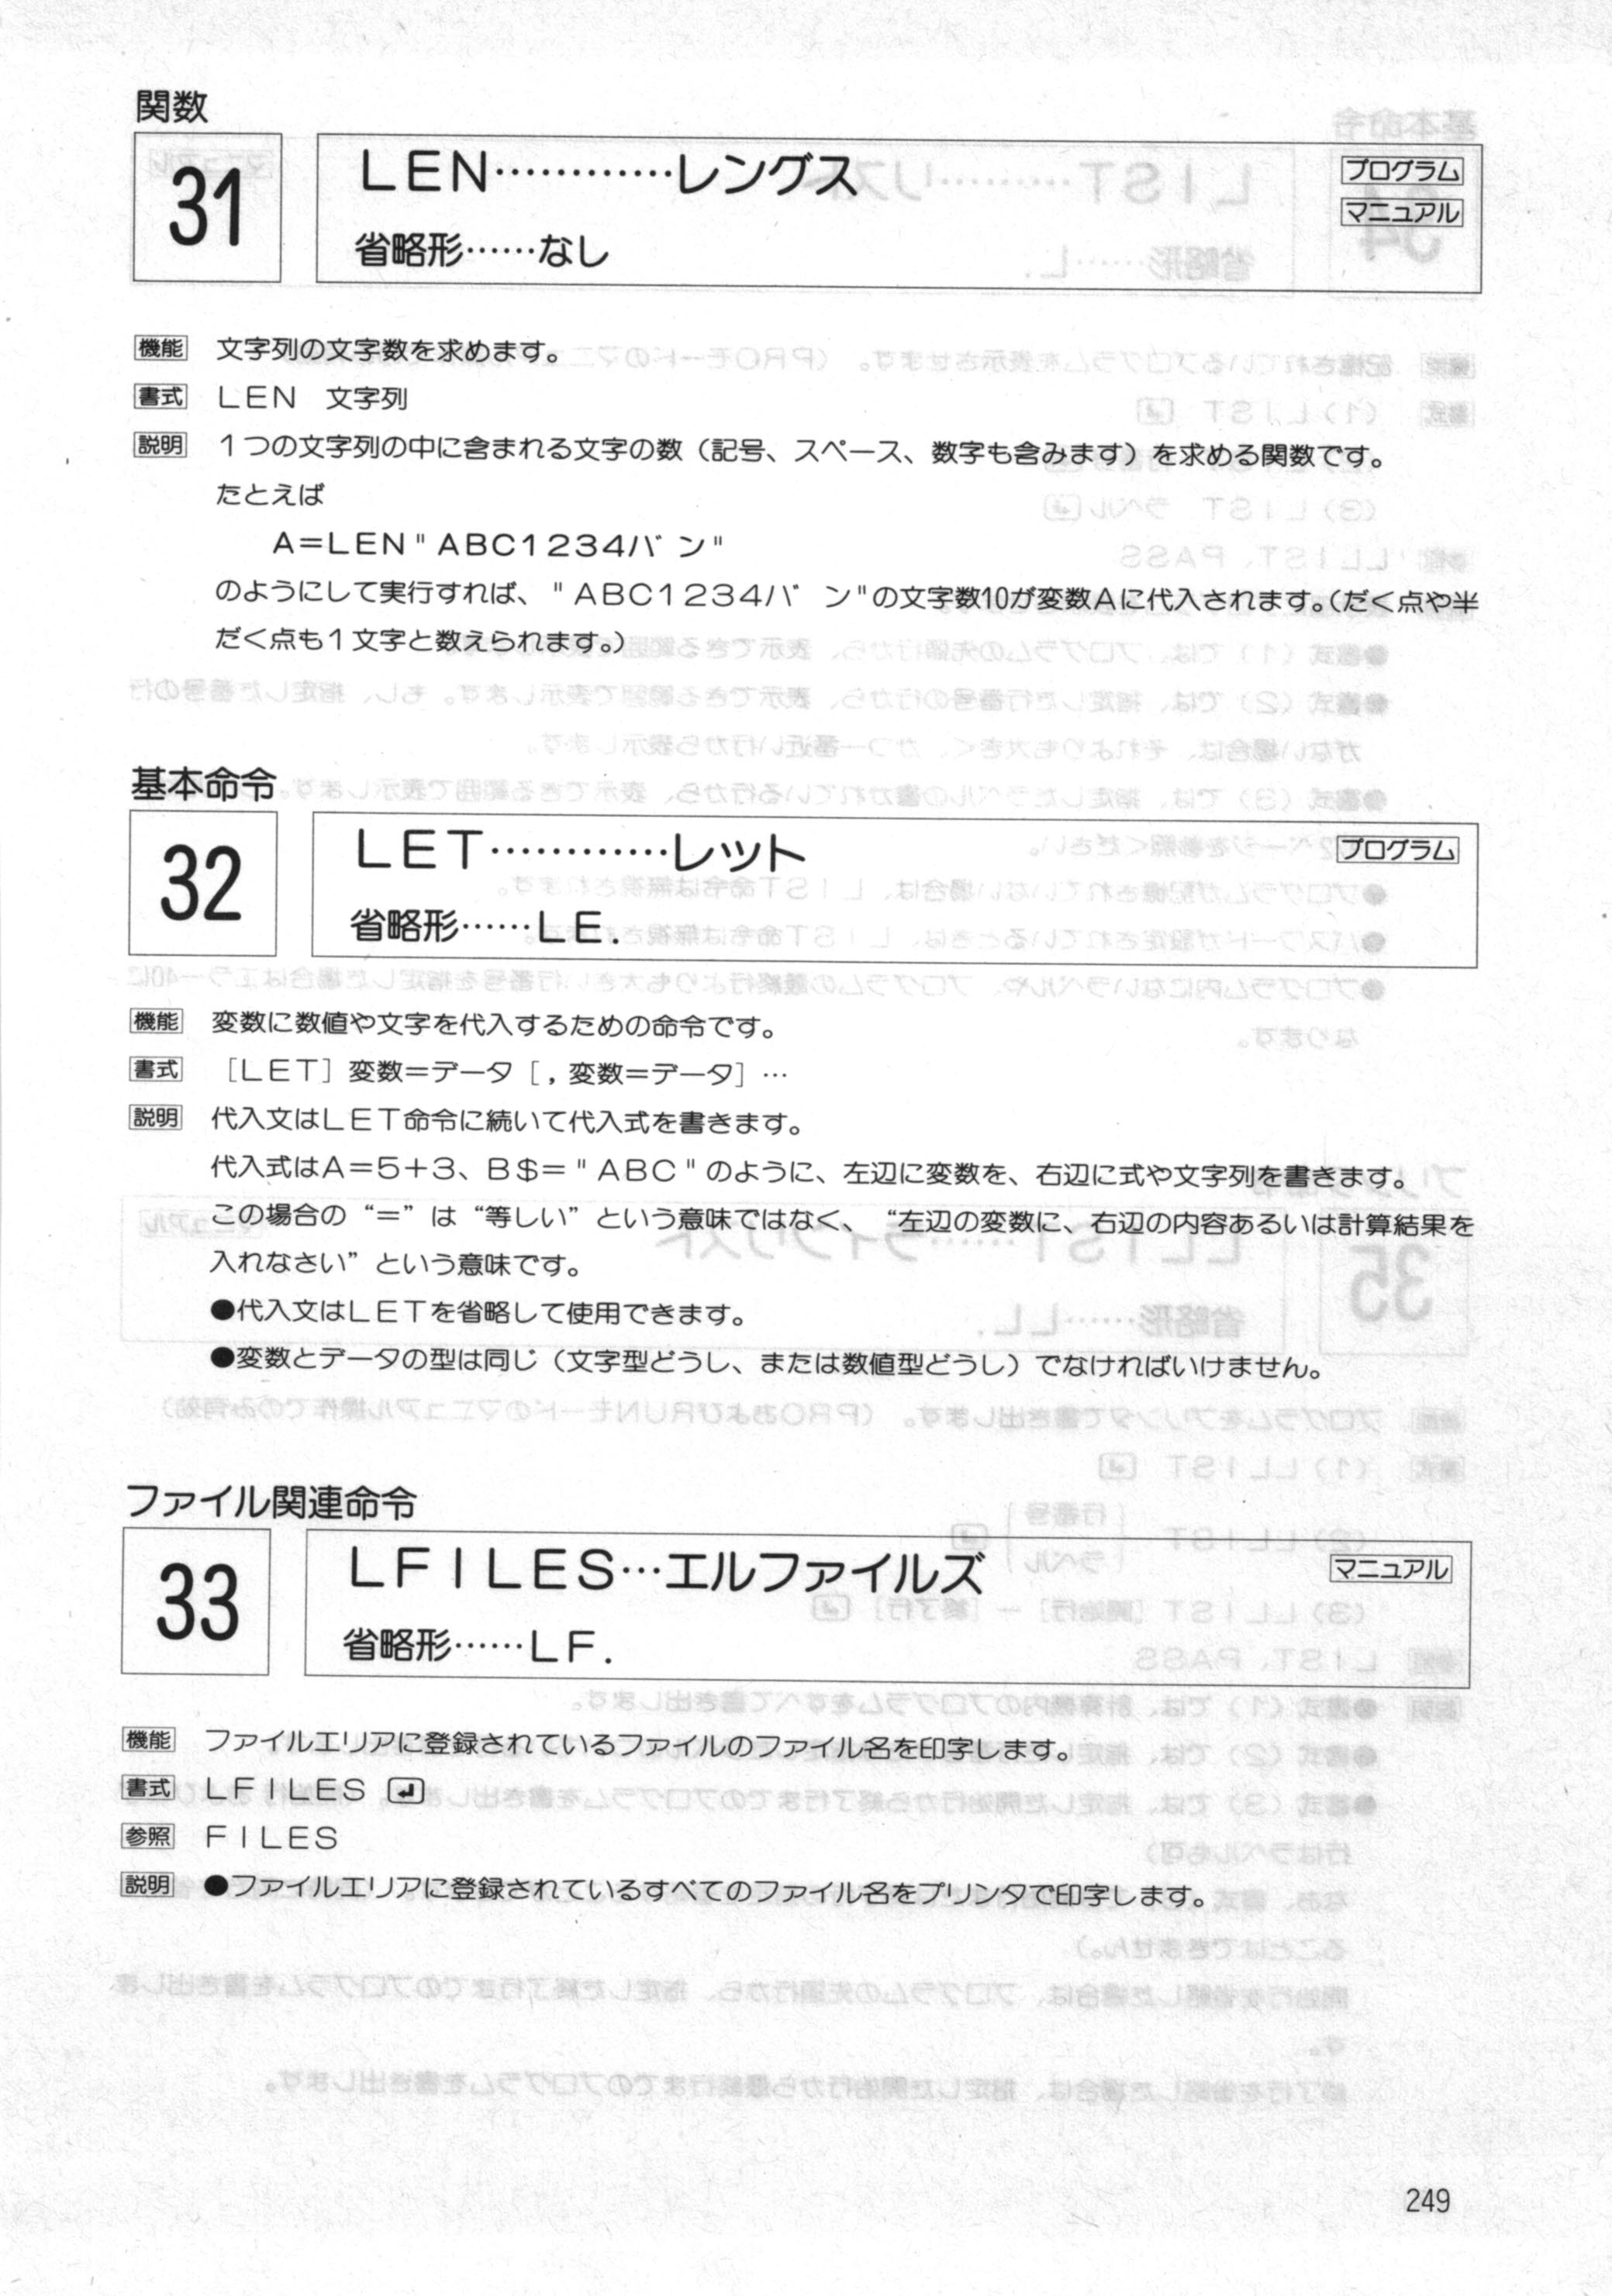 関数
31
LEN…………レングス
プログラム
マニュアル
省略形……なし
機能 文字列の文字数を求めます。
書式 LEN 文字列
説明 1つの文字列の中に含まれる文字の数（記号、スペース、数字も含みます）を求める関数です。
たとえば
A=LEN"ABC1234バン"
のようにして実行すれば、"ABC1234バン"の文字数10が変数Aに代入されます。（だく点や半
だく点も1文字と数えられます。）
基本命令
32
LET…………レット
プログラム
省略形……LE.
機能 変数に数値や文字を代入するための命令です。
書式 ［LET］変数=データ［, 変数=データ］…
説明 代入文はLET命令に続いて代入式を書きます。
代入式はA=5+3、B$="ABC"のように、左辺に変数を、右辺に式や文字列を書きます。
この場合の“=”は“等しい”という意味ではなく、“左辺の変数に、右辺の内容あるいは計算結果を
入れなさい”という意味です。
●代入文はLETを省略して使用できます。
●変数とデータの型は同じ（文字型どうし、または数値型どうし）でなければいけません。
ファイル関連命令
33
LFILES…エルファイルズ
マニュアル
省略形……LF.
機能 ファイルエリアに登録されているファイルのファイル名を印字します。
書式 LFILES ↵
参照 FILES
説明 ●ファイルエリアに登録されているすべてのファイル名をプリンタで印字します。
249